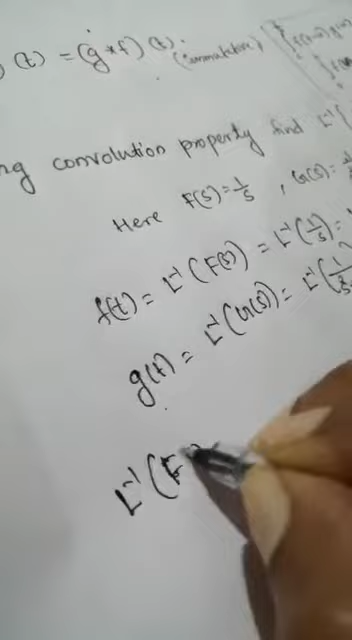 ) (t) = (g * f) (t). (commutative)
ng convolution property find L⁻¹(
Here F(s) = 1/s , G(s) =
f(t) = L⁻¹ (F(s)) = L⁻¹ (1/s) =
g(t) = L⁻¹ (G(s)) = L⁻¹ (1/
L⁻¹ (F